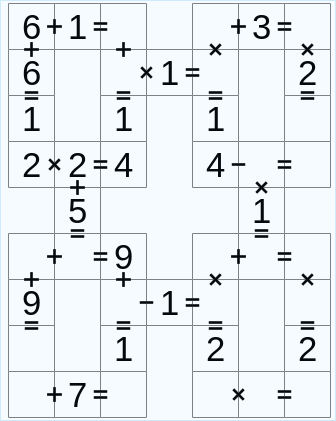 6+1= +3=
+ + × ×
6 ×1= 2
= = = =
1 1 1
2×2=4 4− =
+ ×
5 1
= =
+ =9 + =
+ + × ×
9 −1=
= = = =
1 2 2
+7= × =